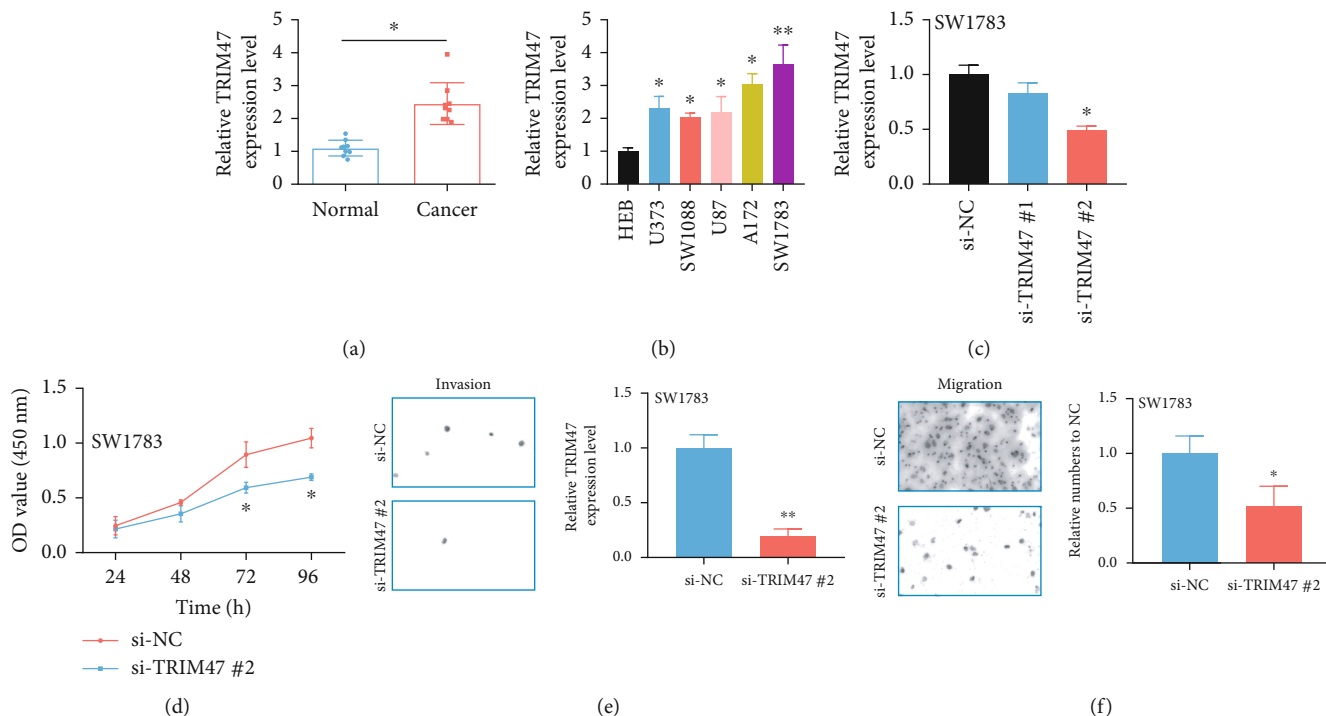 Relative TRIM47
expression level
5
4
3
2
1
0
*
Normal
Cancer
(a)
Relative TRIM47
expression level
5
4
3
2
1
0
*
*
*
*
**
HEB
U373
SW1088
U87
A172
SW1783
(b)
Relative TRIM47
expression level
SW1783
1.5
1.0
0.5
0.0
*
si-NC
si-TRIM47 #1
si-TRIM47 #2
(c)
OD value (450 nm)
1.5
1.0
0.5
0.0
SW1783
*
*
24
48
72
96
Time (h)
si-NC
si-TRIM47 #2
(d)
Invasion
si-NC
si-TRIM47 #2
Relative TRIM47
expression level
1.5
1.0
0.5
0.0
SW1783
**
si-NC
si-TRIM47 #2
(e)
Migration
si-NC
si-TRIM47 #2
Relative numbers to NC
1.5
1.0
0.5
0.0
SW1783
*
si-NC
si-TRIM47 #2
(f)